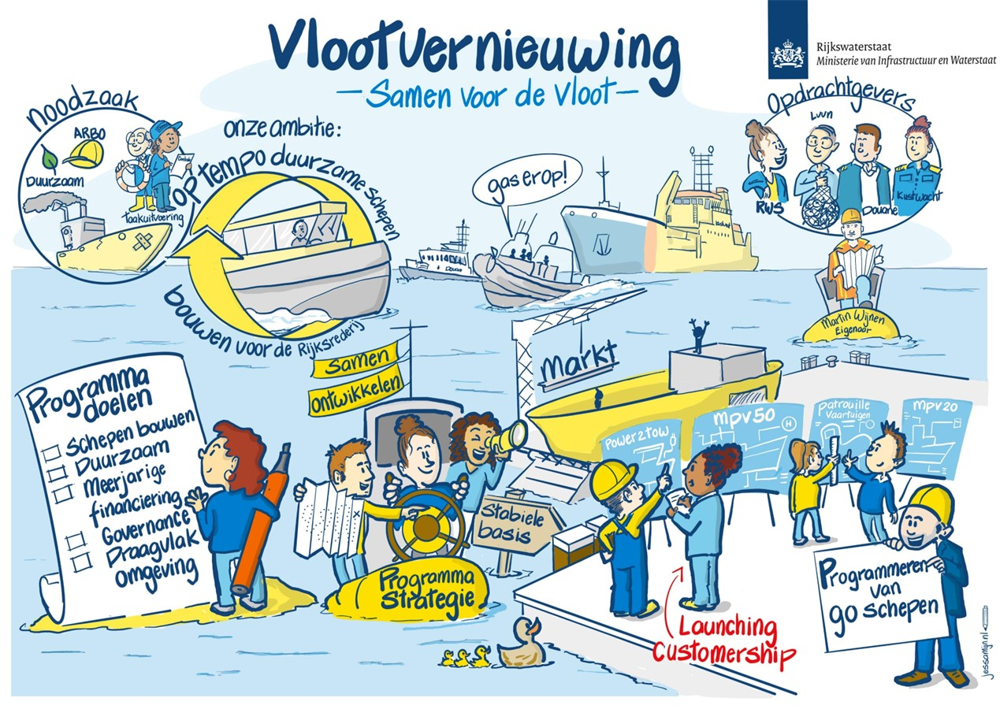 Vlootvernieuwing
— Samen voor de Vloot —
Rijkswaterstaat
Ministerie van Infrastructuur en Waterstaat
noodzaak
ARBO
Duurzaam
taakuitvoering
onze ambitie:
op tempo duurzame schepen
bouwen voor de Rijksrederij
gas erop!
Douane
Opdrachtgevers
Lvvn
RWS
Douane
Kustwacht
Martin Wijnen
Eigenaar
Programma
doelen
Schepen bouwen
Duurzaam
Meerjarige
financiering
Governance
Draagvlak
omgeving
Samen
ontwikkelen
Programma
Strategie
Stabiele
basis
markt
Power2tow
mpv50
H
Patrouille
Vaartuigen
mpv20
Launching
Customership
Programmeren
van
90 schepen
jessamijn.nl